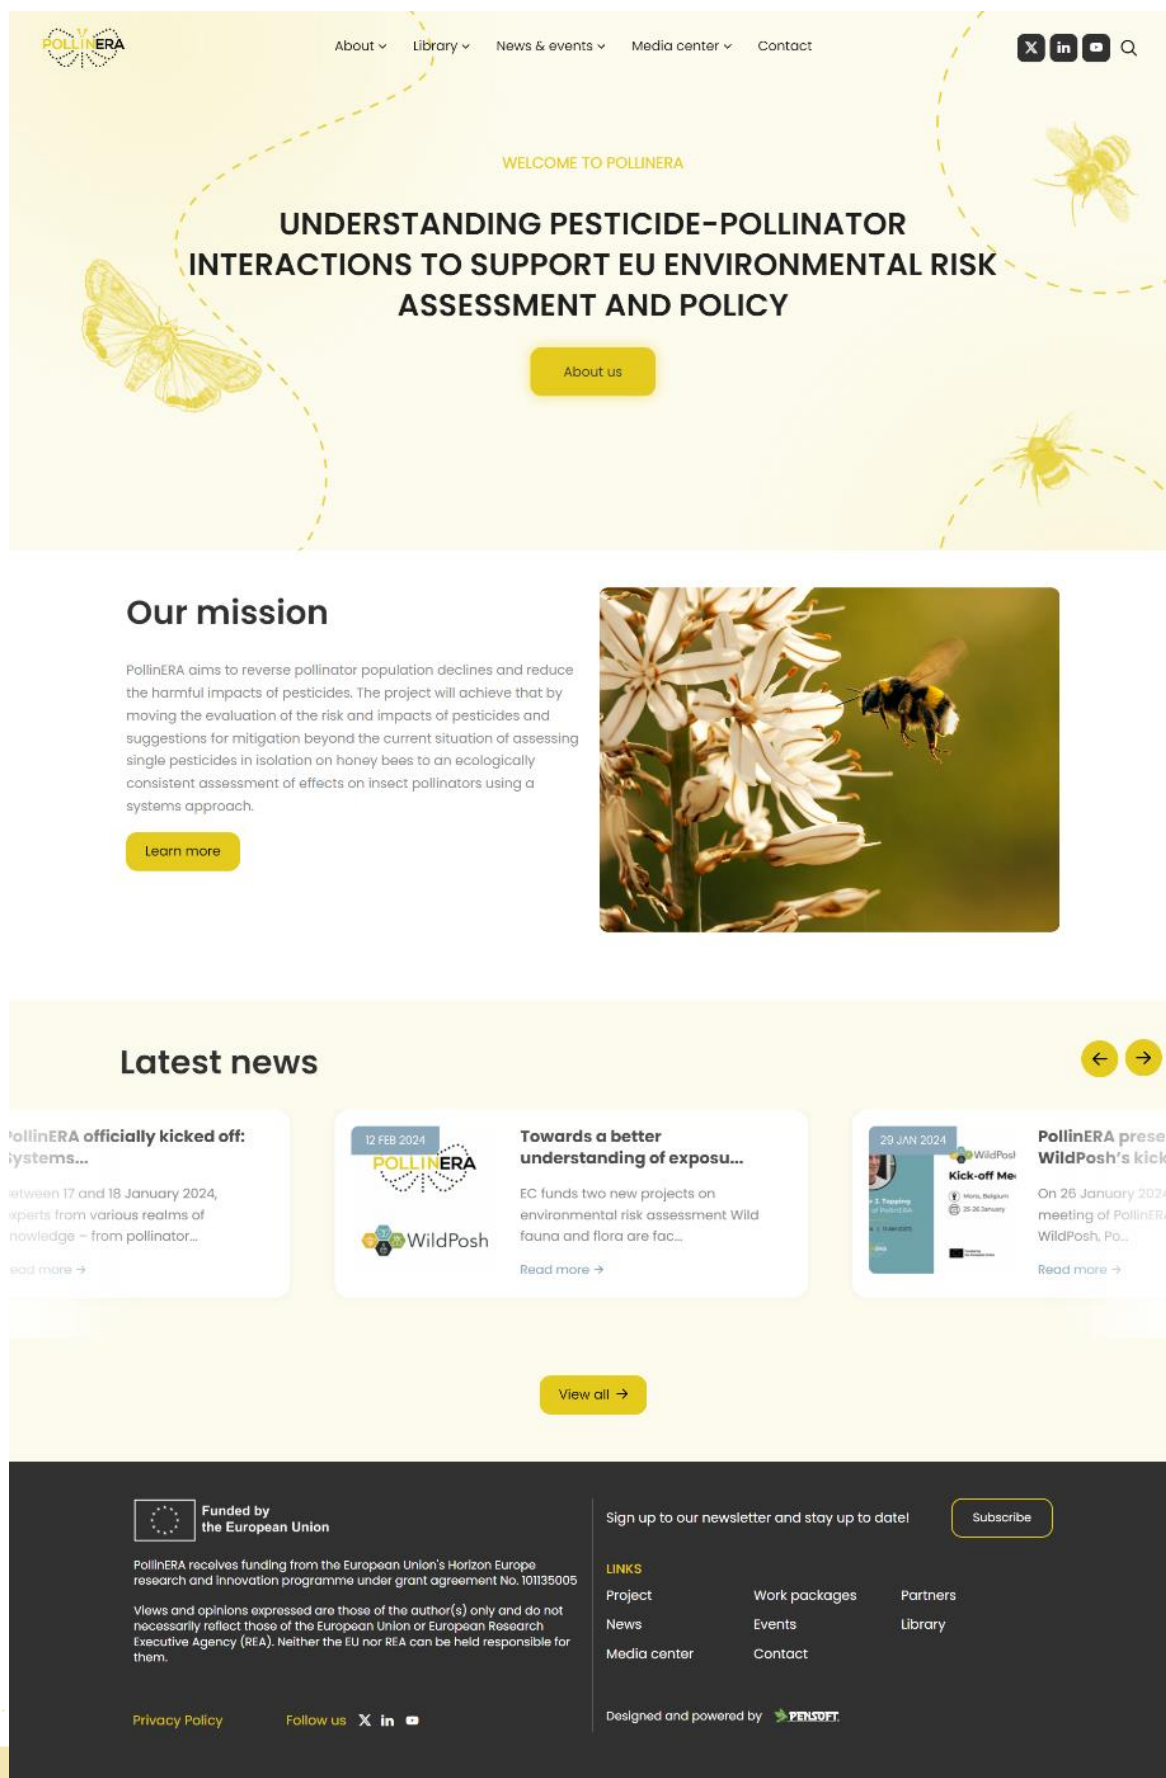 POLLINERA
About
Library
News & events
Media center
Contact
WELCOME TO POLLINERA
UNDERSTANDING PESTICIDE-POLLINATOR
INTERACTIONS TO SUPPORT EU ENVIRONMENTAL RISK
ASSESSMENT AND POLICY
About us
Our mission
PollinERA aims to reverse pollinator population declines and reduce
the harmful impacts of pesticides. The project will achieve that by
moving the evaluation of the risk and impacts of pesticides and
suggestions for mitigation beyond the current situation of assessing
single pesticides in isolation on honey bees to an ecologically
consistent assessment of effects on insect pollinators using a
systems approach.
Learn more
Latest news
PollinERA officially kicked off:
Systems...
between 17 and 18 January 2024,
experts from various realms of
knowledge – from pollinator...
Read more →
12 FEB 2024
POLLINERA
WildPosh
Towards a better
understanding of exposu...
EC funds two new projects on
environmental risk assessment Wild
fauna and flora are fac...
Read more →
29 JAN 2024
WildPosh
Kick-off Me
Mons, Belgium
25-26 January
J. Topping
PollinERA prese
WildPosh's kick
On 26 January 2024
meeting of PollinERA
WildPosh, Po...
Read more →
View all →
Funded by
the European Union
PollinERA receives funding from the European Union's Horizon Europe
research and innovation programme under grant agreement No. 101135005
Views and opinions expressed are those of the author(s) only and do not
necessarily reflect those of the European Union or European Research
Executive Agency (REA). Neither the EU nor REA can be held responsible for
them.
Privacy Policy
Follow us
Sign up to our newsletter and stay up to date!
Subscribe
LINKS
Project
Work packages
Partners
News
Events
Library
Media center
Contact
Designed and powered by PENSOFT.